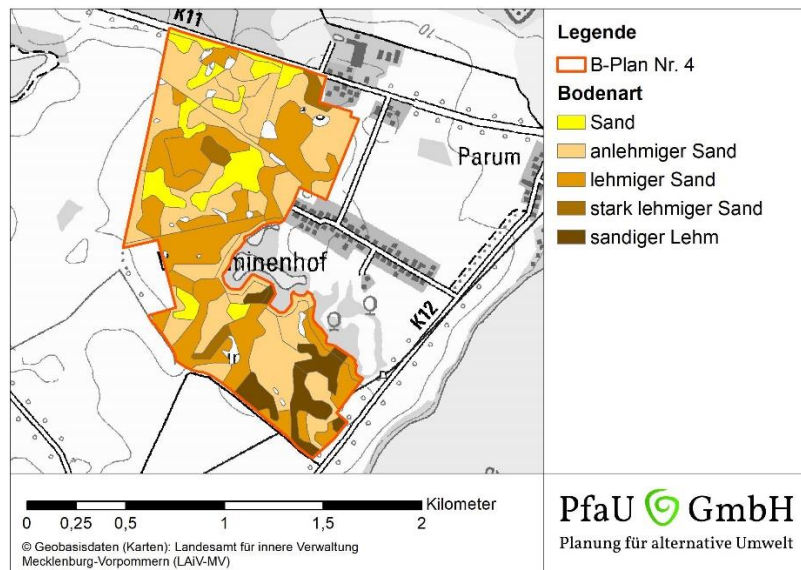 K11
10
Parum
minenhof
K12
Legende
B-Plan Nr. 4
Bodenart
Sand
anlehmiger Sand
lehmiger Sand
stark lehmiger Sand
sandiger Lehm
Kilometer
0 0,25 0,5 1 1,5 2
© Geobasisdaten (Karten): Landesamt für innere Verwaltung
Mecklenburg-Vorpommern (LAiV-MV)
PfaU GmbH
Planung für alternative Umwelt